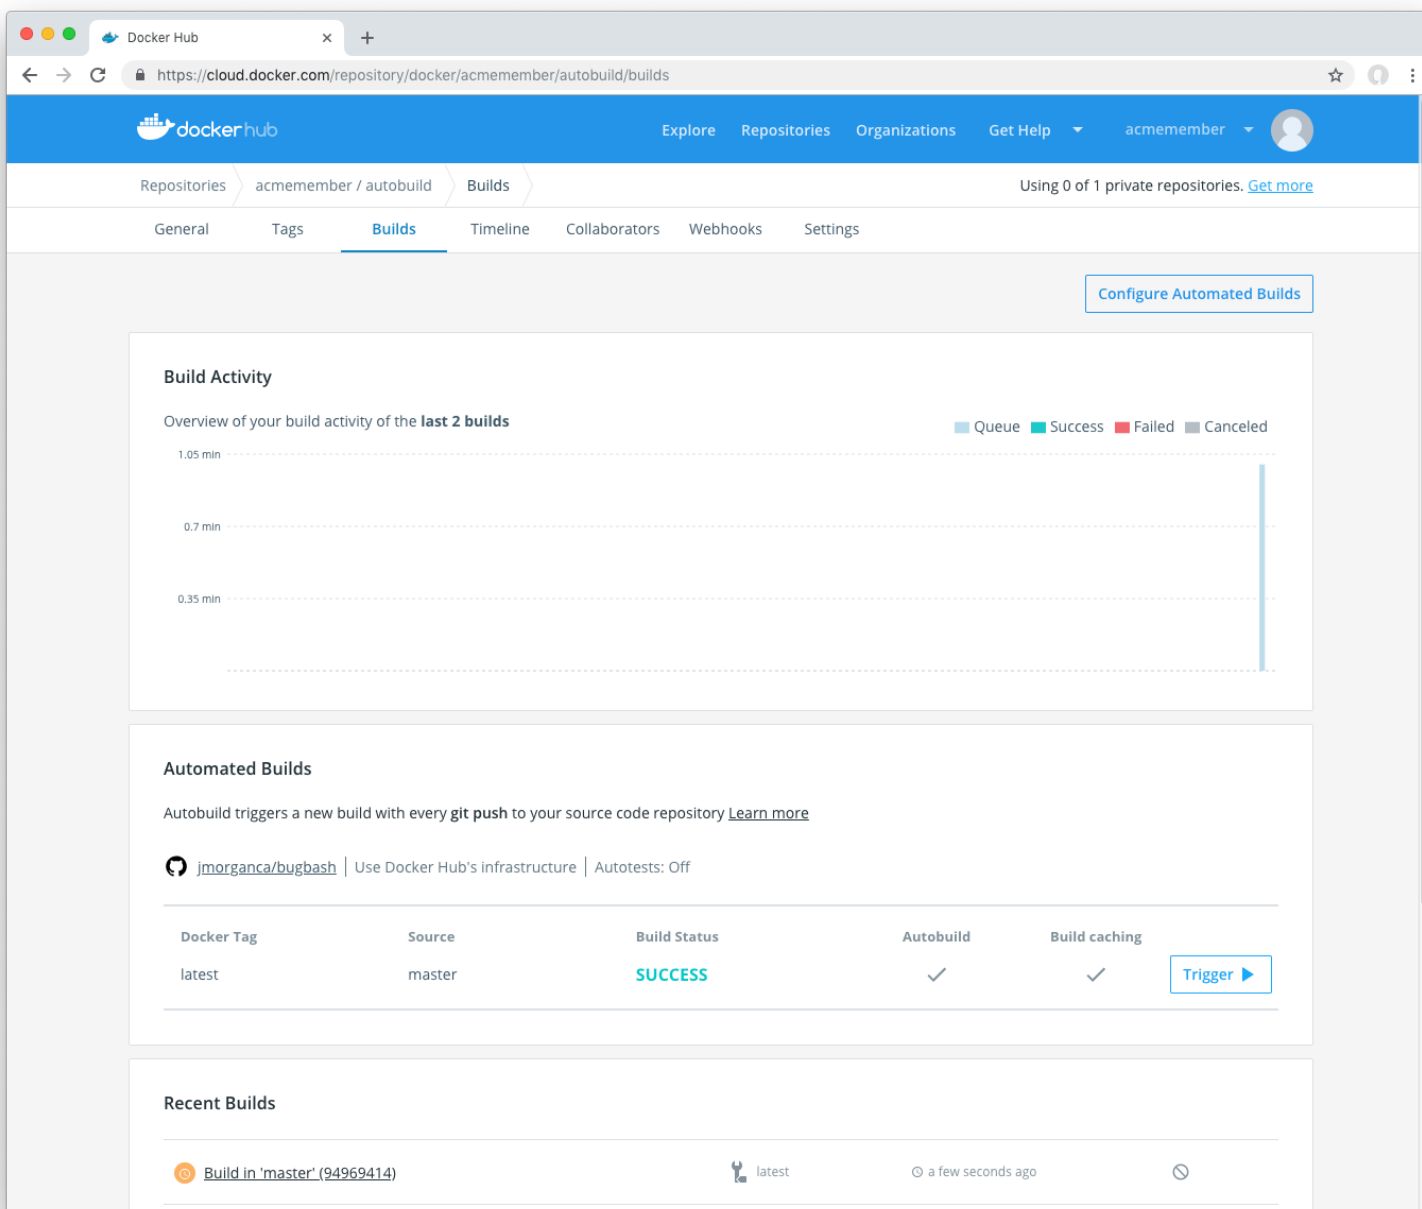 Docker Hub
https://cloud.docker.com/repository/docker/acmemember/autobuild/builds
dockerhub Explore Repositories Organizations Get Help acmemember
Repositories acmemember / autobuild Builds Using 0 of 1 private repositories. Get more
General Tags Builds Timeline Collaborators Webhooks Settings
Configure Automated Builds
Build Activity
Overview of your build activity of the last 2 builds
Queue Success Failed Canceled
1.05 min
0.7 min
0.35 min
Automated Builds
Autobuild triggers a new build with every git push to your source code repository Learn more
jmorganca/bugbash Use Docker Hub's infrastructure Autotests: Off
Docker Tag Source Build Status Autobuild Build caching
latest master SUCCESS Trigger
Recent Builds
Build in 'master' (94969414) latest a few seconds ago